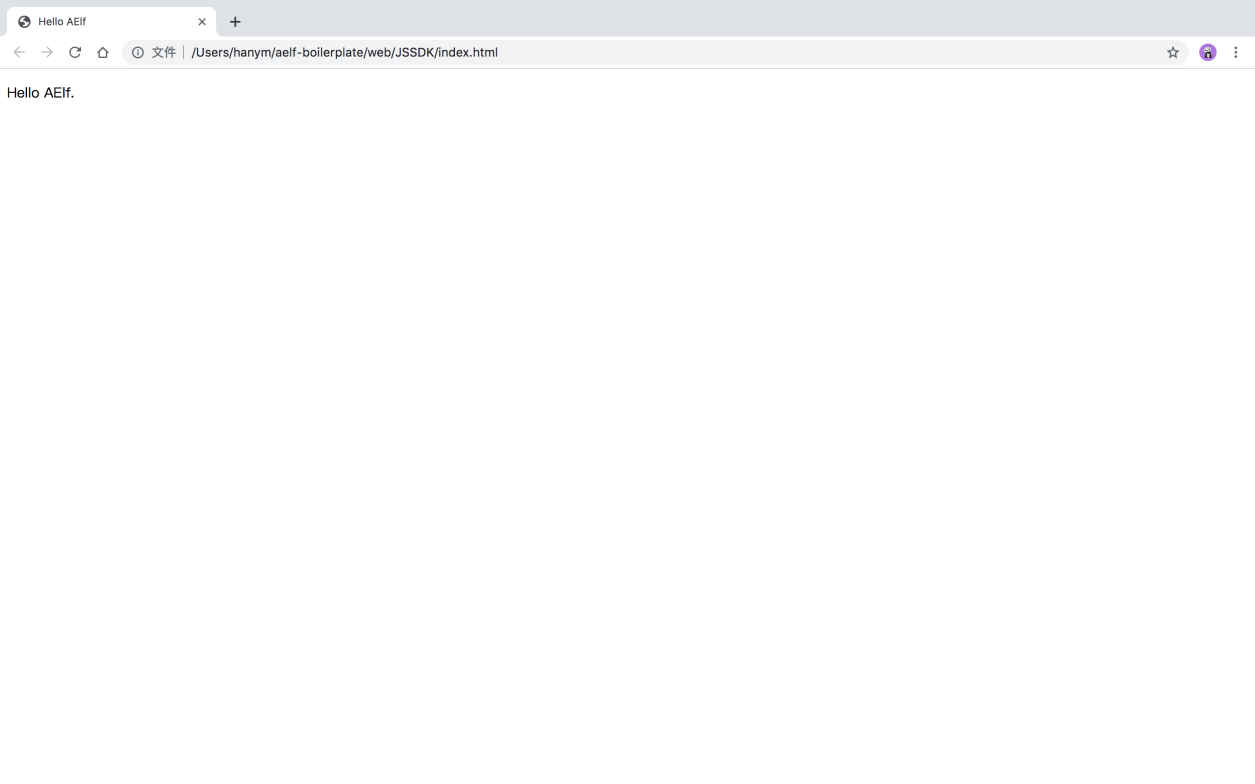 Hello AElf
文件 | /Users/hanym/aelf-boilerplate/web/JSSDK/index.html
Hello AElf.